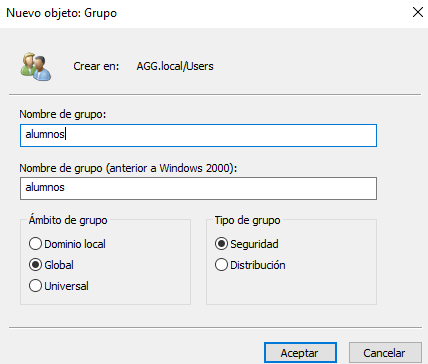 Nuevo objeto: Grupo
Crear en: AGG.local/Users
Nombre de grupo:
alumnos
Nombre de grupo (anterior a Windows 2000):
alumnos
Ámbito de grupo
Dominio local
Global
Universal
Tipo de grupo
Seguridad
Distribución
Aceptar
Cancelar